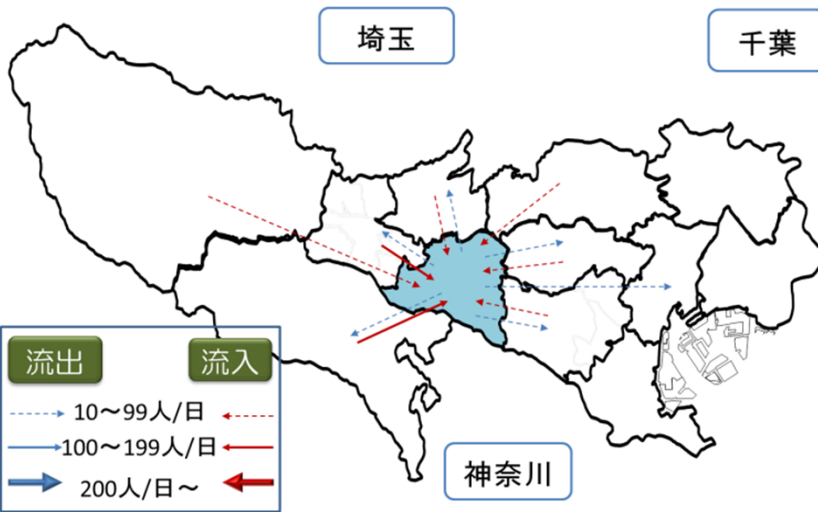 埼玉
千葉
流出
流入
10～99人/日
100～199人/日
200人/日～
神奈川